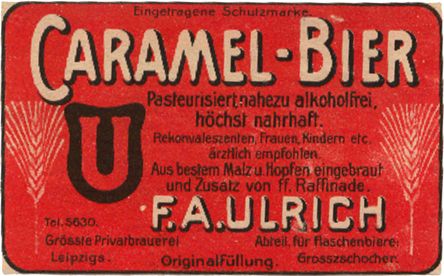 Eingetragene Schutzmarke.
CARAMEL-BIER
Pasteurisiert, nahezu alkoholfrei,
höchst nahrhaft.
Rekonvaleszenten, Frauen, Kindern etc.
ärztlich empfohlen.
Aus bestem Malz u. Hopfen eingebraut
und Zusatz von ff. Raffinade.
U
F.A.ULRICH
Tel. 5630.
Grösste Privatbrauerei
Leipzigs.
Originalfüllung.
Abteil. für Flaschenbiere:
Grosszschocher.